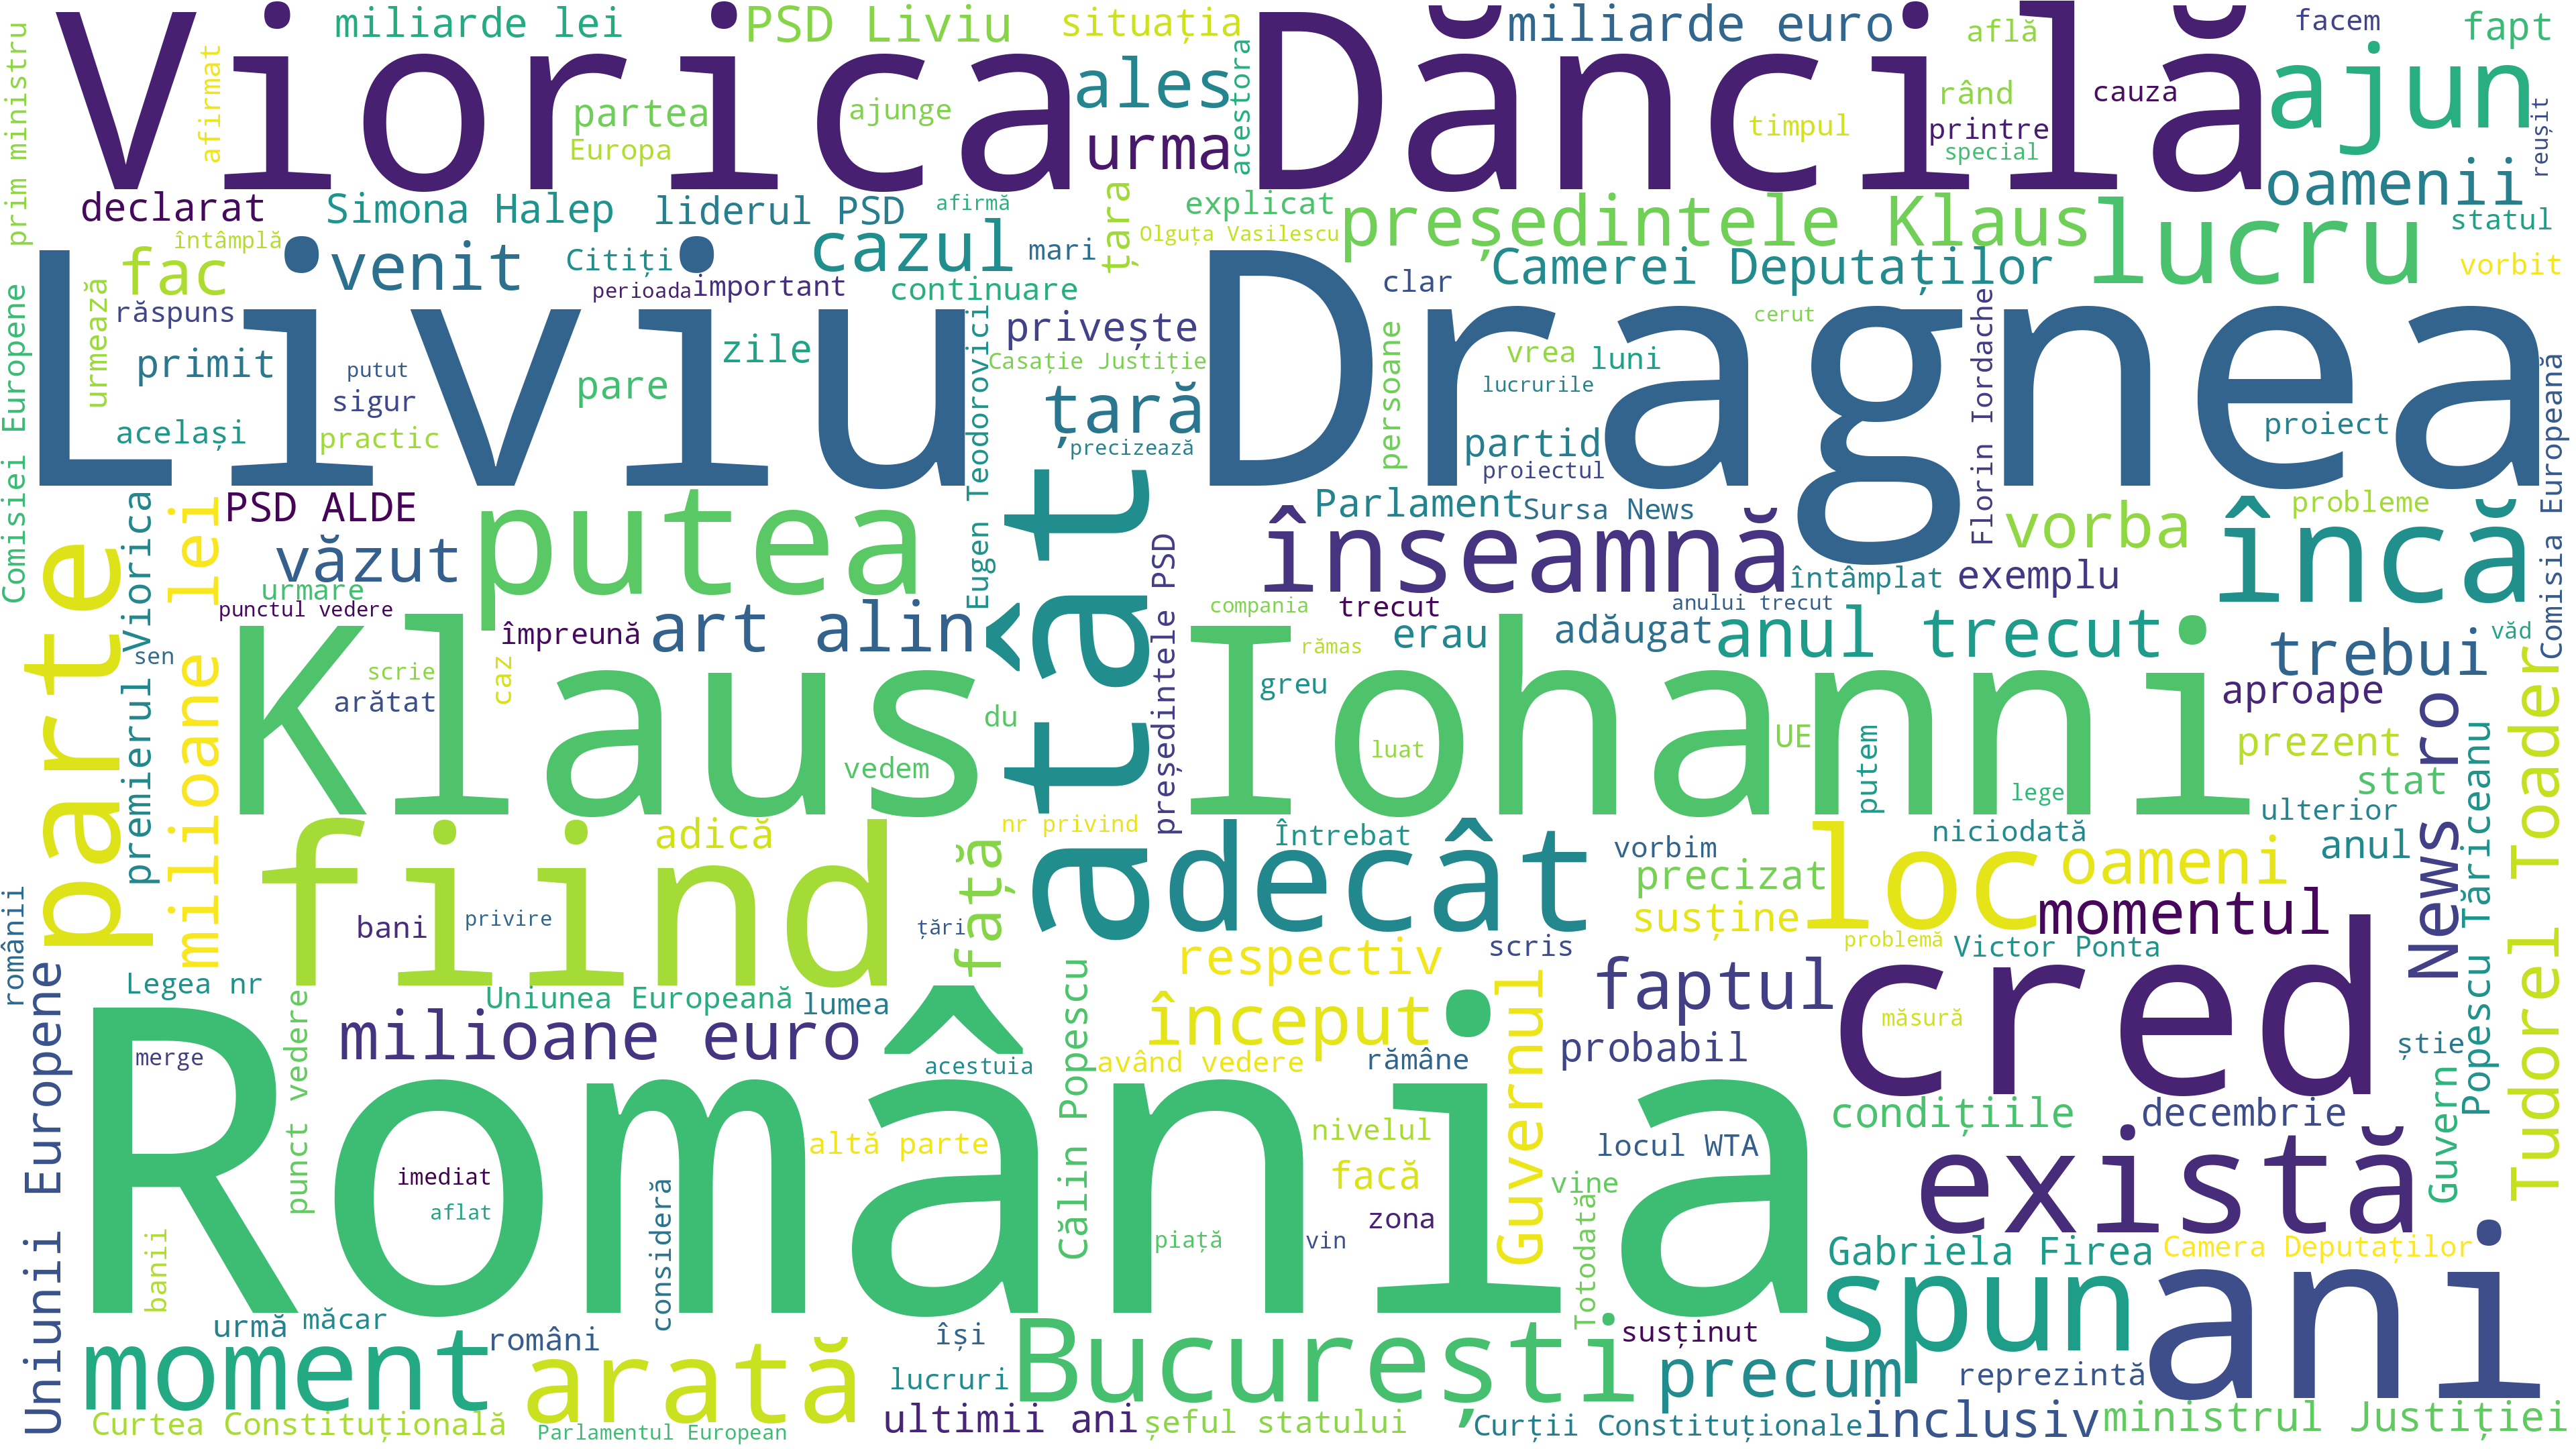 Viorica Dăncilă
miliarde lei
PSD Liviu
situația
miliarde euro
află
facem
fapt
prim ministru
afirmat
partea
Europa
ajunge
ales
urma
acestora
timpul
rând
printre
special
cauza
ajun
reușit
oamenii
declarat
Simona Halep
liderul PSD
afirmă
țara
explicat
Olguța Vasilescu
președintele Klaus
lucru
statul
vorbit
întâmplă
fac
venit
Citiți
cazul
mari
Camerei Deputaților
Liviu Dragnea
urmează
răspuns
perioada
important
continuare
clar
privește
Casație Justiție
cerut
Florin Iordache
primit
putut
sigur
pare
zile
Eugen Teodorovici
țară
persoane
vrea
luni
lucrurile
același
practic
precizează
partid
proiectul
proiect
Comisiei Europene
Comisia Europeană
PSD ALDE
putea
atât
Parlament
Sursa News
vorba
probleme
încă
înseamnă
parte
premierul Viorica
milioane lei
văzut
urmare
punctul vedere
împreună
art alin
președintele PSD
compania
trecut
întâmplat
exemplu
anului trecut
Klaus Iohanni
sen
scrie
arătat
caz
du
vedem
rămas
erau
adăugat
anul trecut
trebui
văd
greu
luat
UE
putem
lege
aproape
prezent
stat
News ro
Popescu Tăriceanu
Tudorel Toader
fiind
adică
față
nr privind
decât
Întrebat
vorbim
precizat
susține
loc
niciodată
oameni
ulterior
anul
momentul
bani
privire
țări
românii
Uniunii Europene
Legea nr
Uniunea Europeană
lumea
respectiv
scris
problemă
Victor Ponta
cred
punct vedere
milioane euro
început
Guvernul
faptul
măsură
probabil
știe
România
merge
acestuia
Călin Popescu
având vedere
rămâne
condițiile
decembrie
Guvern
imediat
aflat
banii
consideră
altă parte
nivelul
facă
zona
piață
vin
locul WTA
vine
Totodată
există
Gabriela Firea
Camera Deputaților
moment
urmă
măcar
români
arată
își
lucruri
București
susținut
precum
spun
ani
reprezintă
Curtea Constituțională
Parlamentul European
ultimii ani
șeful statului
Curții Constituționale
inclusiv
ministrul Justiției